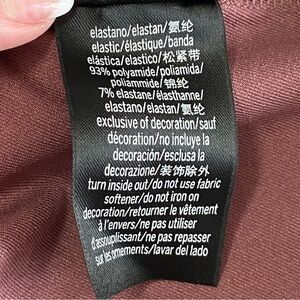 elastano/elastan/氨纶
elastic/élastique/banda
elástica/elastico/松紧带
93% polyamide/poliamida/
poliammide/锦纶
7% elastane/élasthanne/
elastano/elastan/氨纶
exclusive of decoration/sauf
décoration/no incluye la
decoración/esclusa la
decorazione/装饰除外
turn inside out/do not use fabric
softener/do not iron on
decoration/retourner le vêtement
à l'envers/ne pas utiliser
d'assouplissant/ne pas repasser
sur les ornements/lavar del lado